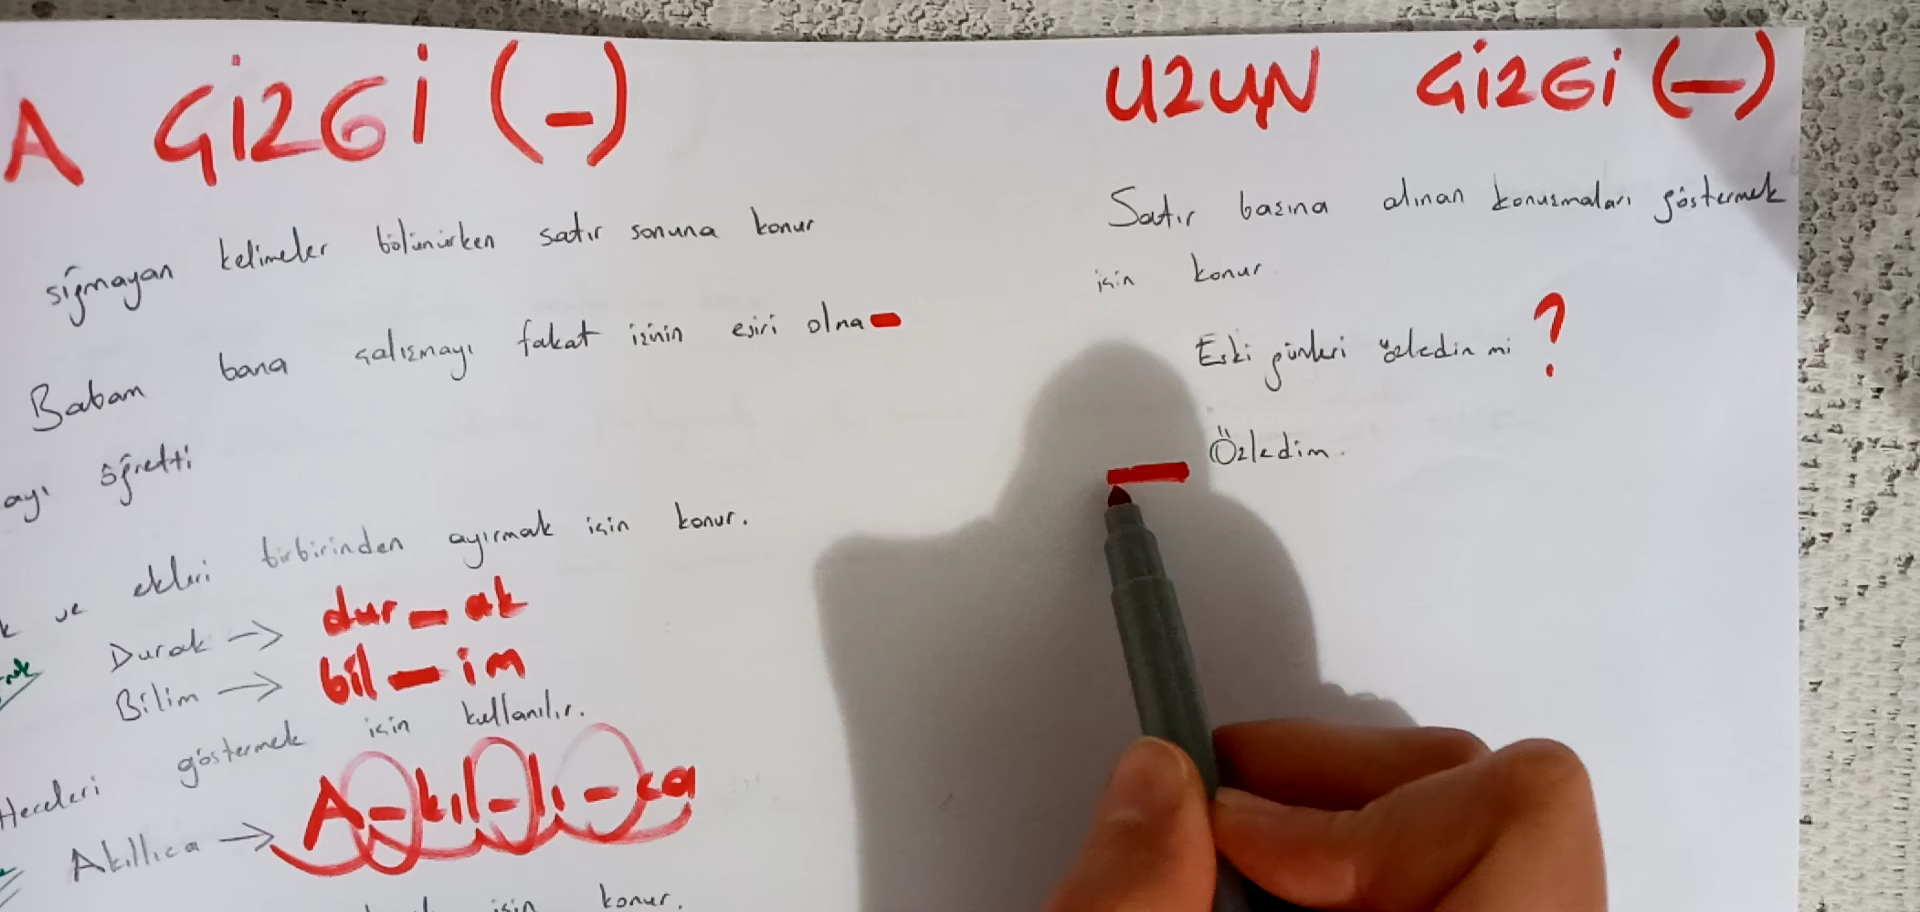 A ÇİZGİ (-)
sığmayan kelimeler bölünürken satır sonuna konur
Babam bana çalışmayı fakat işinin esiri olma-
ayı öğretti
k ve ekleri birbirinden ayırmak için konur.
Durak → dur - ak
Bilim → bil - im
Heceleri göstermek için kullanılır.
Akıllıca → A-kıl-lı-ca
için konur.
UZUN ÇİZGİ (—)
Satır başına alınan konuşmaları göstermek
için konur
Eski günleri özledin mi ?
— Özledim.